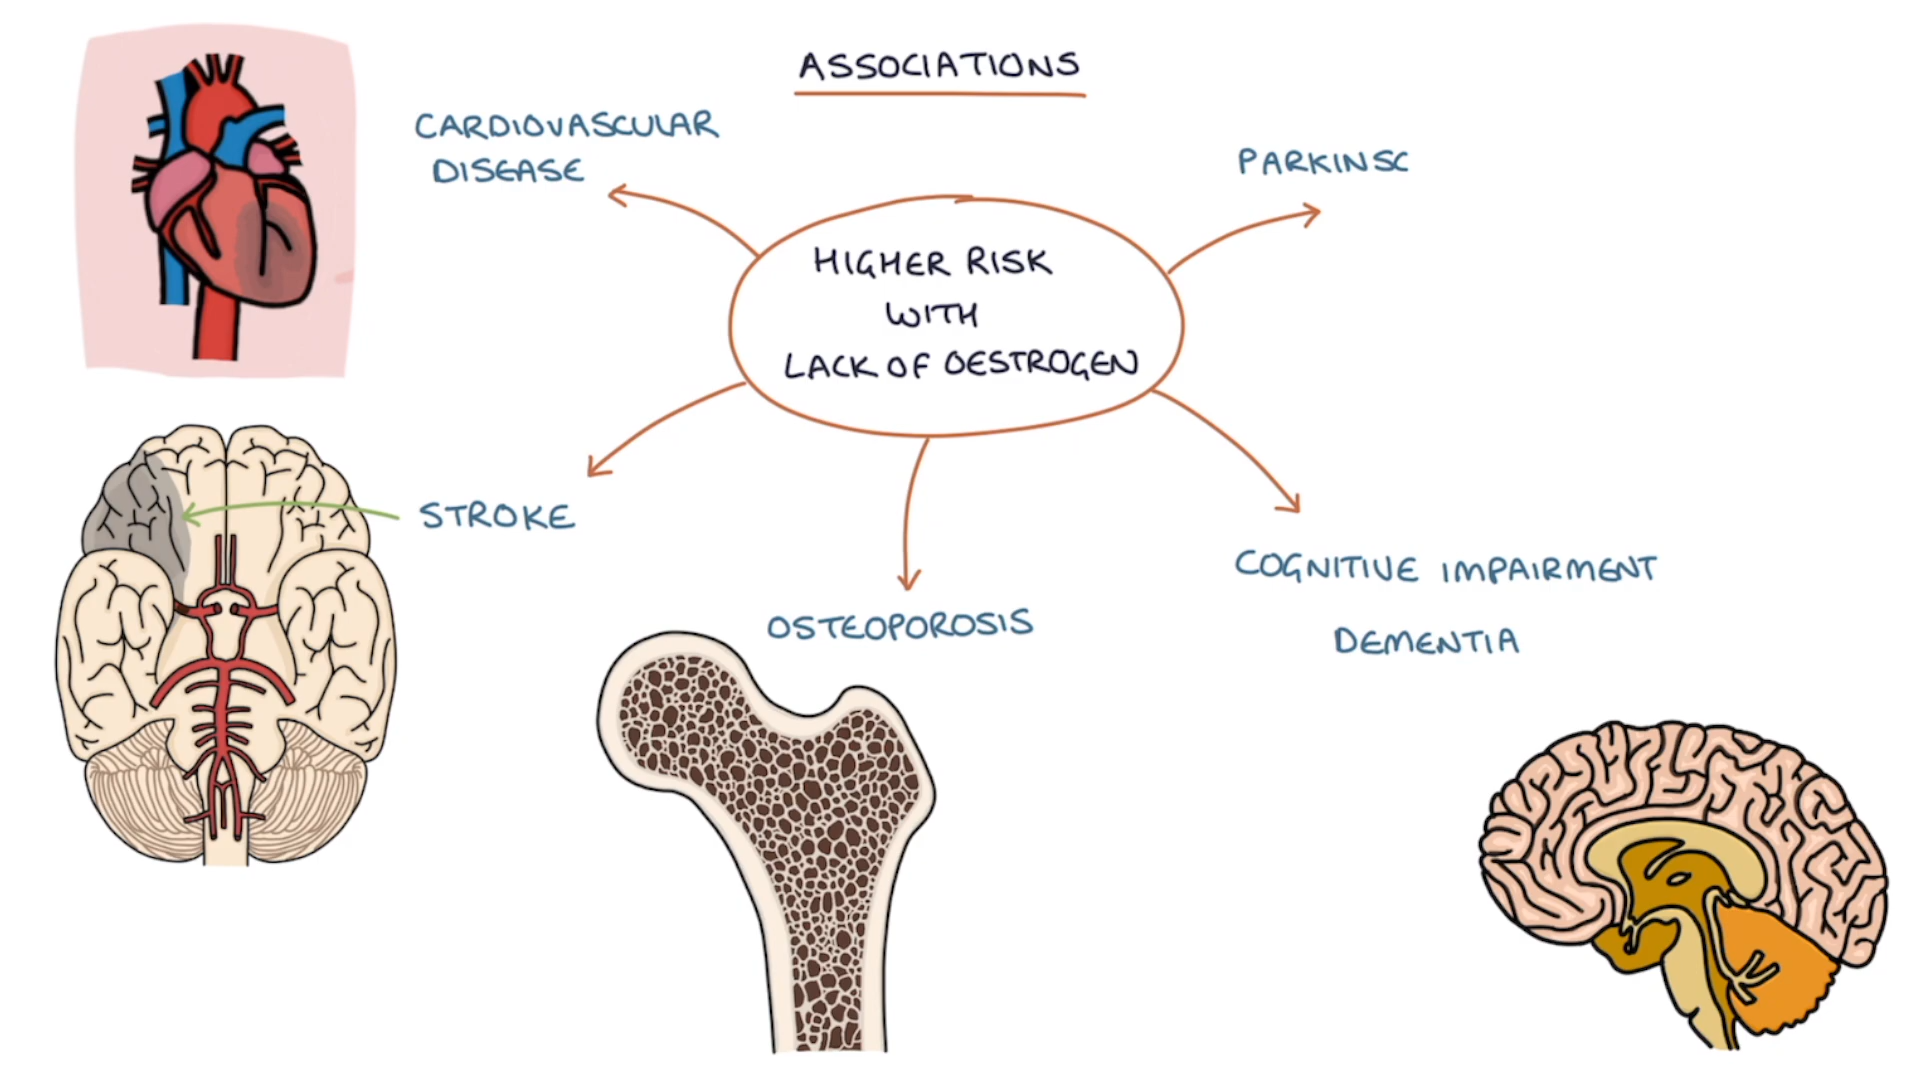 ASSOCIATIONS
CARDIOVASCULAR
DISEASE
PARKINSC
HIGHER RISK
WITH
LACK OF OESTROGEN
STROKE
OSTEOPOROSIS
COGNITIVE IMPAIRMENT
DEMENTIA